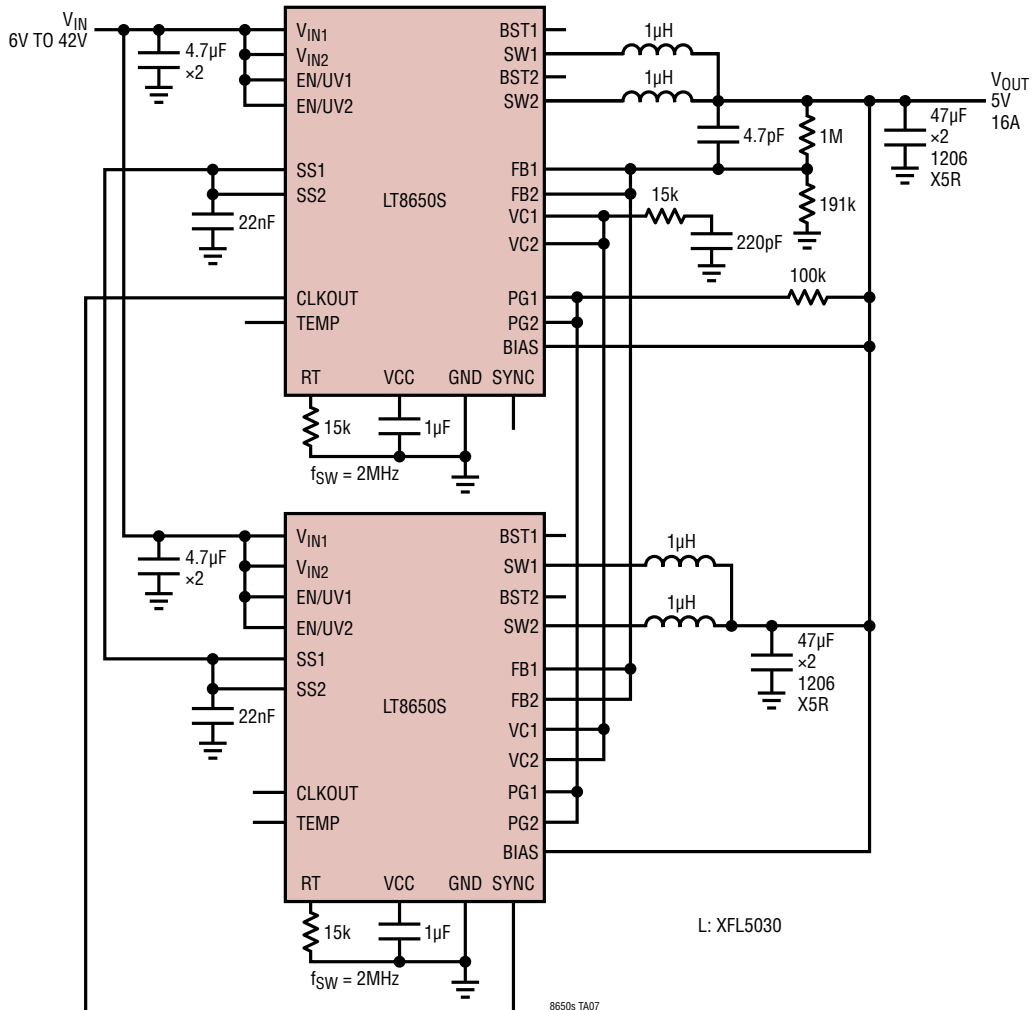 VIN
6V TO 42V
4.7µF
×2
VIN1
VIN2
EN/UV1
EN/UV2
SS1
SS2
22nF
CLKOUT
TEMP
LT8650S
BST1
SW1
BST2
SW2
FB1
FB2
VC1
VC2
PG1
PG2
BIAS
RT
VCC
GND
SYNC
1µH
1µH
4.7pF
1M
191k
15k
220pF
100k
47µF
×2
1206
X5R
VOUT
5V
16A
15k
1µF
fSW = 2MHz
4.7µF
×2
VIN1
VIN2
EN/UV1
EN/UV2
SS1
SS2
22nF
CLKOUT
TEMP
LT8650S
BST1
SW1
BST2
SW2
FB1
FB2
VC1
VC2
PG1
PG2
BIAS
RT
VCC
GND
SYNC
1µH
1µH
47µF
×2
1206
X5R
15k
1µF
fSW = 2MHz
L: XFL5030
8650s TA07